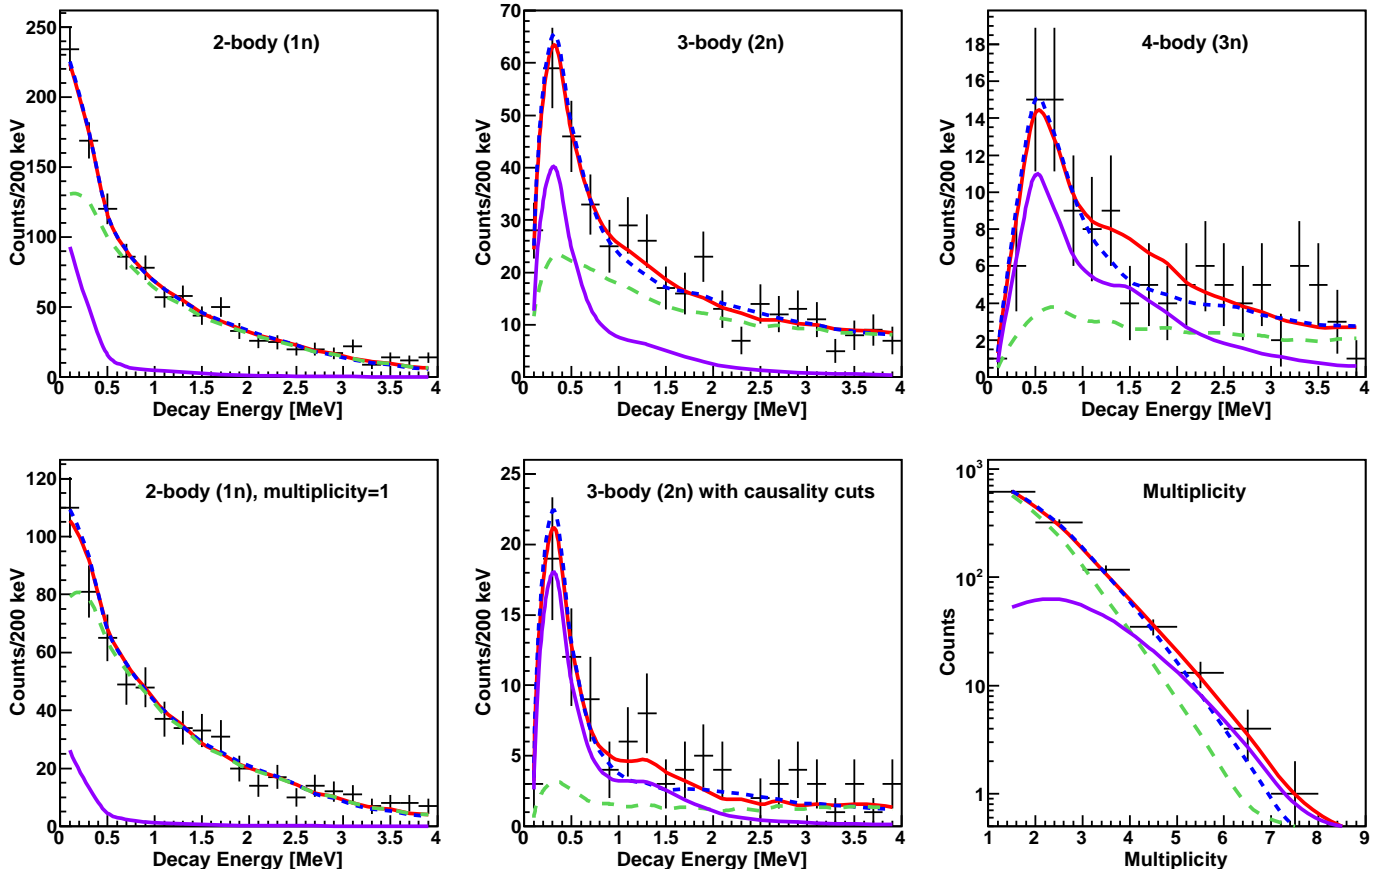 2-body (1n)
Counts/200 keV
250
200
150
100
50
0
0 0.5 1 1.5 2 2.5 3 3.5 4
Decay Energy [MeV]
3-body (2n)
Counts/200 keV
70
60
50
40
30
20
10
0
0 0.5 1 1.5 2 2.5 3 3.5 4
Decay Energy [MeV]
4-body (3n)
Counts/200 keV
18
16
14
12
10
8
6
4
2
0
0 0.5 1 1.5 2 2.5 3 3.5 4
Decay Energy [MeV]
2-body (1n), multiplicity=1
Counts/200 keV
120
100
80
60
40
20
0
0 0.5 1 1.5 2 2.5 3 3.5 4
Decay Energy [MeV]
3-body (2n) with causality cuts
Counts/200 keV
25
20
15
10
5
0
0 0.5 1 1.5 2 2.5 3 3.5 4
Decay Energy [MeV]
Multiplicity
Counts
10³
10²
10
1
1 2 3 4 5 6 7 8 9
Multiplicity